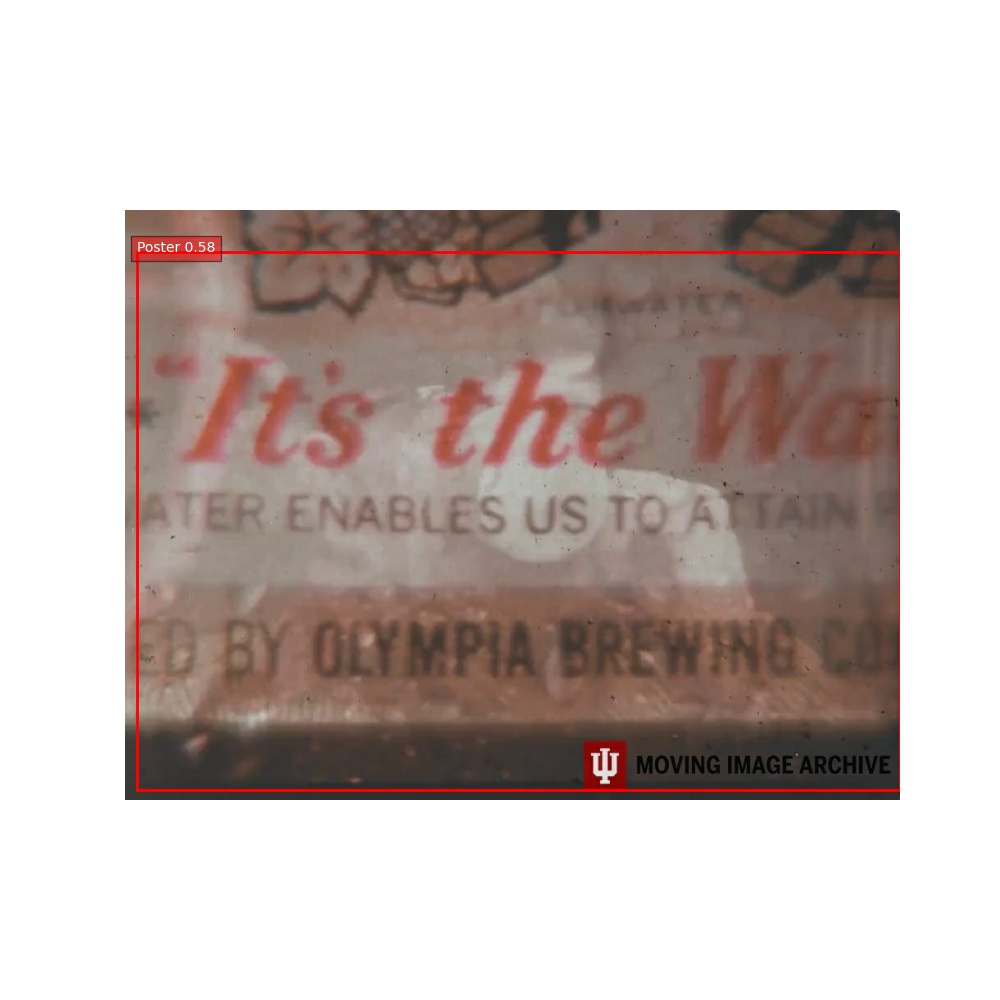 Poster 0.58
"It's the Wa
ATER ENABLES US TO ATTAIN
ED BY OLYMPIA BREWING CO
MOVING IMAGE ARCHIVE